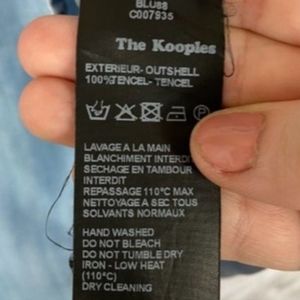 BLU88
C007935
The Kooples
EXTERIEUR- OUTSHELL
100%TENCEL- TENCEL
LAVAGE A LA MAIN
BLANCHIMENT INTERDI
SECHAGE EN TAMBOUR
INTERDIT
REPASSAGE 110°C MAX
NETTOYAGE A SEC TOUS
SOLVANTS NORMAUX
HAND WASHED
DO NOT BLEACH
DO NOT TUMBLE DRY
IRON - LOW HEAT
(110°C)
DRY CLEANING